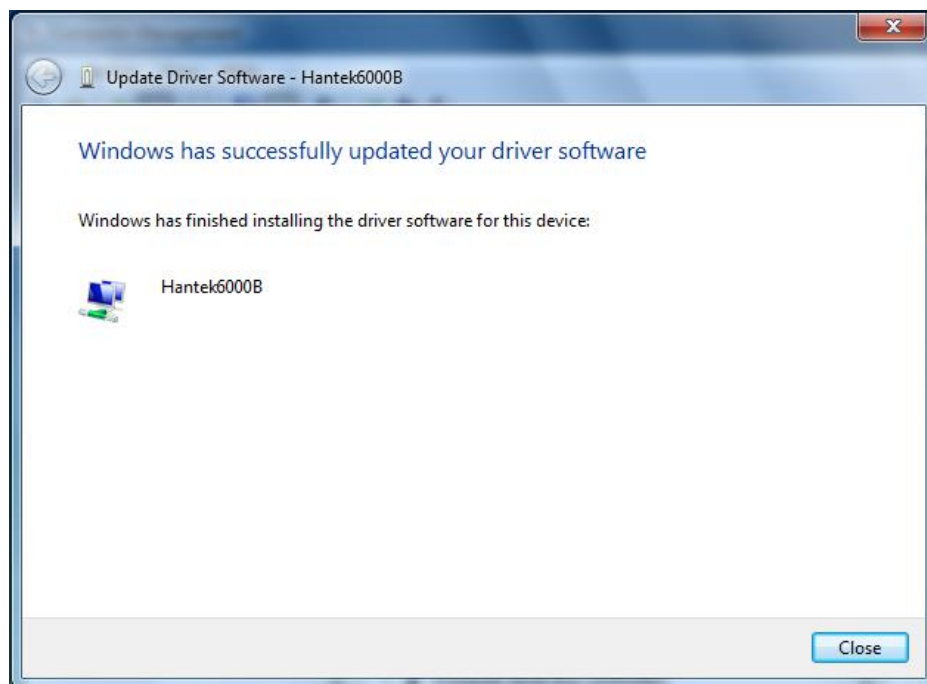 Update Driver Software - Hantek6000B
Windows has successfully updated your driver software
Windows has finished installing the driver software for this device:
Hantek6000B
Close